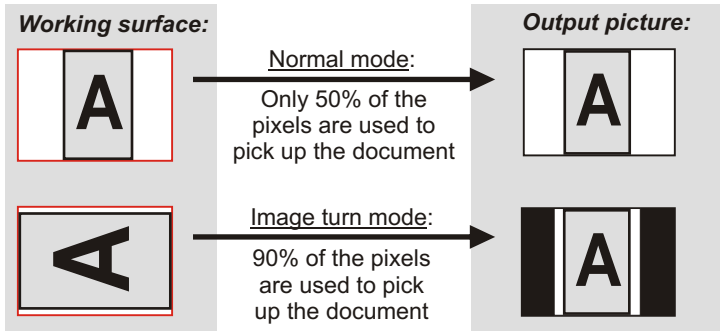 Working surface:
Output picture:
A
Normal mode:
Only 50% of the
pixels are used to
pick up the document
A
A
Image turn mode:
90% of the pixels
are used to pick
up the document
A